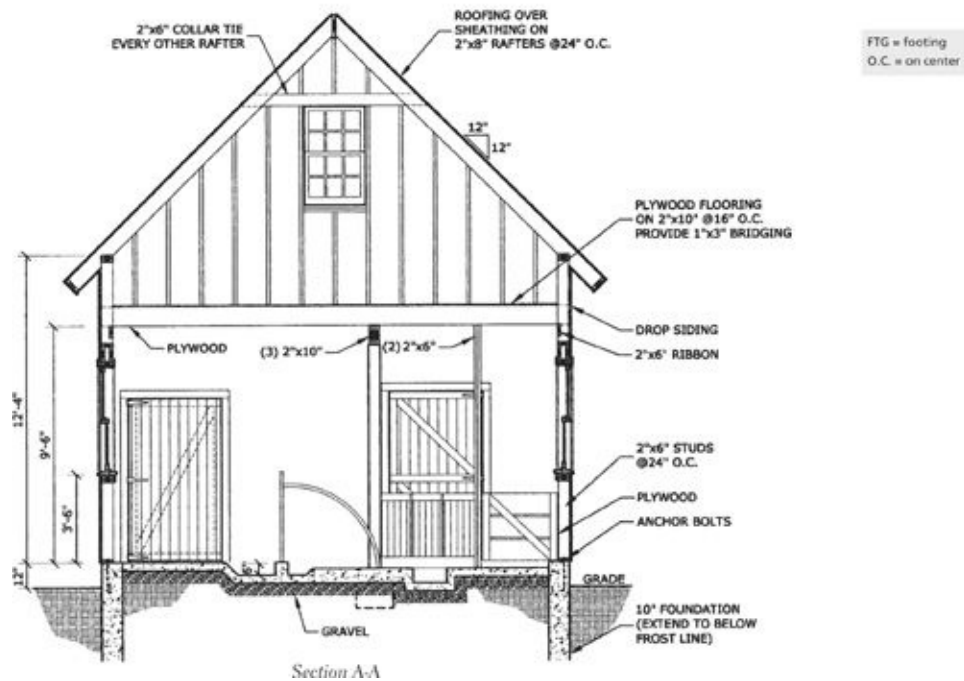 2"x6" COLLAR TIE
EVERY OTHER RAFTER
ROOFING OVER
SHEATHING ON
2"x8" RAFTERS @24" O.C.
FTG = footing
O.C. = on center
12"
12"
PLYWOOD FLOORING
ON 2"x10" @16" O.C.
PROVIDE 1"x3" BRIDGING
DROP SIDING
PLYWOOD
(3) 2"x10"
(2) 2"x6"
2"x6" RIBBON
12'-4"
9'-6"
3'-6"
2"x6" STUDS
@24" O.C.
PLYWOOD
ANCHOR BOLTS
6"
12"
GRADE
10" FOUNDATION
(EXTEND TO BELOW
FROST LINE)
GRAVEL
Section A-A